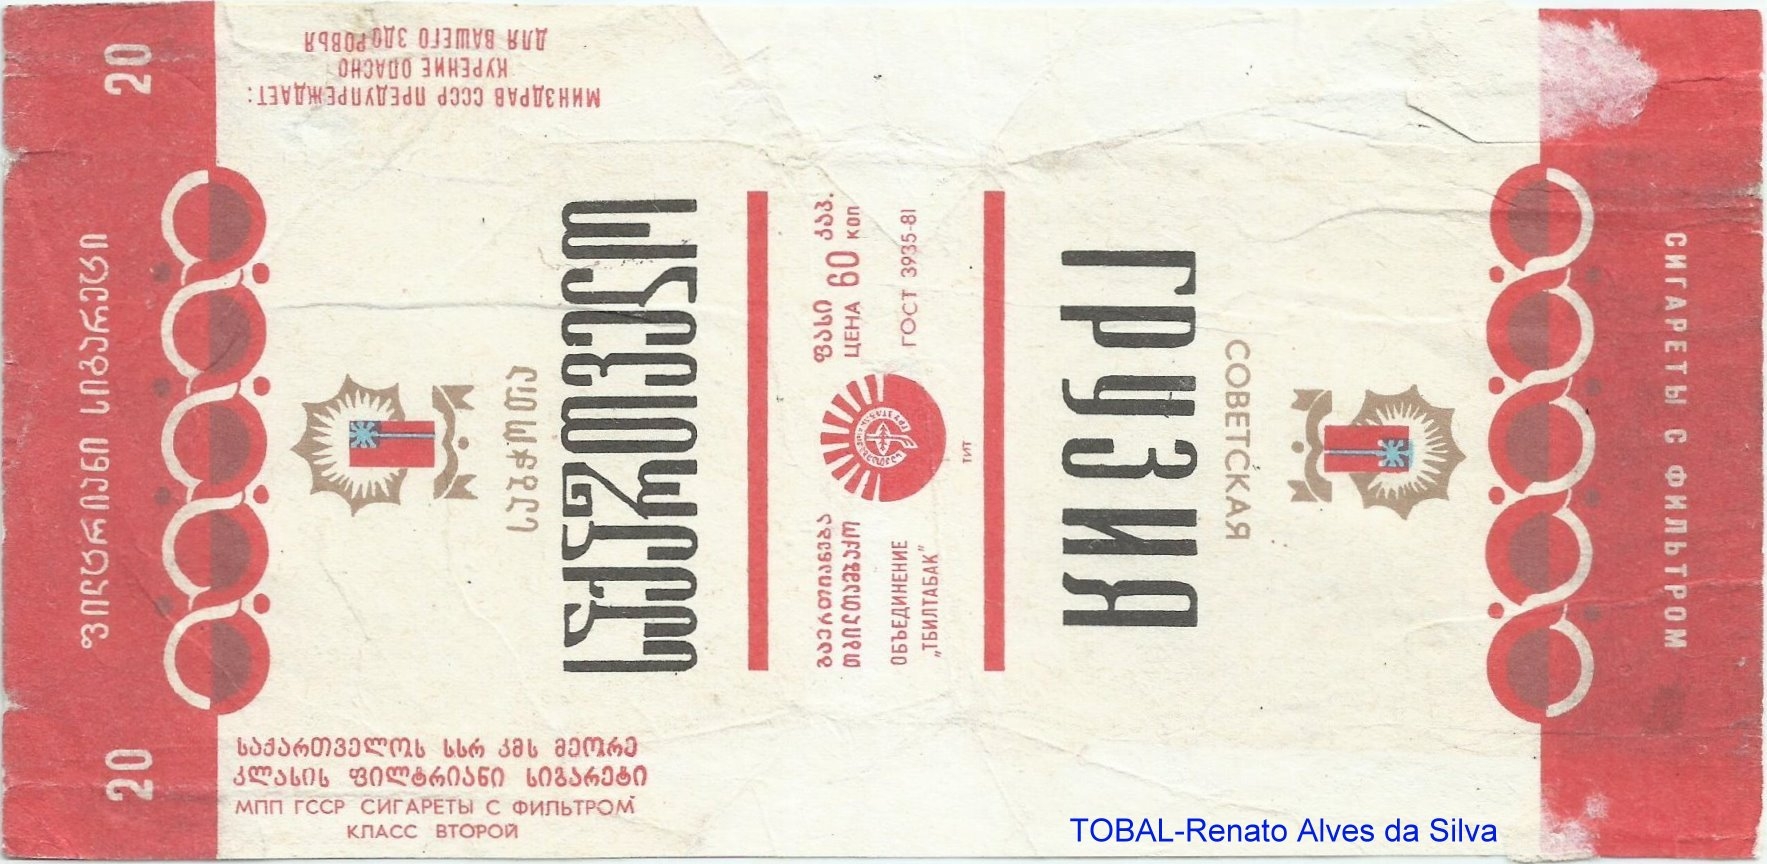 20
ფილტრიანი სიგარეტი
20
МИНЗДРАВ СССР ПРЕДУПРЕЖДАЕТ:
КУРЕНИЕ ОПАСНО
ДЛЯ ВАШЕГО ЗДОРОВЬЯ
საბჭოთა
საქართველო
საქართველოს სსრ კმს მეორე
კლასის ფილტრიანი სიგარეტი
МПП ГССР СИГАРЕТЫ С ФИЛЬТРОМ
КЛАСС ВТОРОЙ
ფასი 60 კაპ.
ЦЕНА 60 коп
ГОСТ 3935-81
ТИТ
გაერთიანება
თბილთამბაქო
ОБЪЕДИНЕНИЕ
„ТБИЛТАБАК"
СОВЕТСКАЯ
ГРУЗИЯ
СИГАРЕТЫ С ФИЛЬТРОМ
TOBAL-Renato Alves da Silva